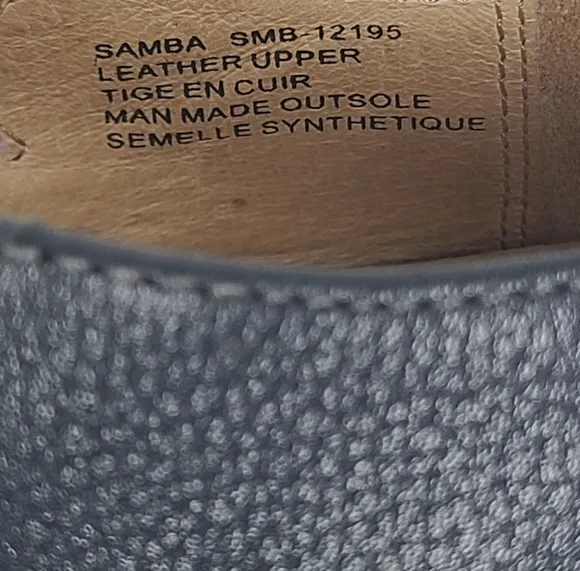 SAMBA SMB-12195
LEATHER UPPER
TIGE EN CUIR
MAN MADE OUTSOLE
SEMELLE SYNTHETIQUE